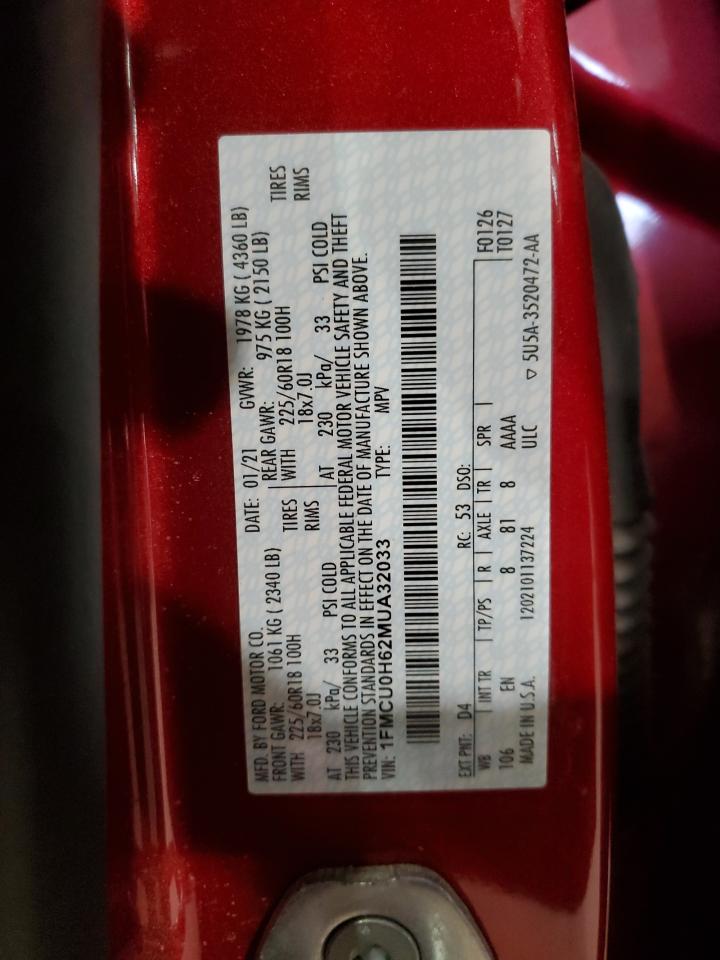 MFD. BY FORD MOTOR CO. DATE: 01/21 GVWR: 1978 KG ( 4360 LB)
FRONT GAWR: 1061 KG ( 2340 LB) REAR GAWR: 975 KG ( 2150 LB)
WITH 225/60R18 100H TIRES WITH 225/60R18 100H TIRES
18x7.0J RIMS 18x7.0J RIMS
AT 230 kPa/ 33 PSI COLD AT 230 kPa/ 33 PSI COLD
THIS VEHICLE CONFORMS TO ALL APPLICABLE FEDERAL MOTOR VEHICLE SAFETY AND THEFT
PREVENTION STANDARDS IN EFFECT ON THE DATE OF MANUFACTURE SHOWN ABOVE.
VIN: 1FMCU0H62MUA32033 TYPE: MPV
EXT PNT: D4 RC: 53 DSO: F0126
WB INT TR TP/PS R AXLE TR SPR T0127
106 EN 8 81 8 AAAA
MADE IN U.S.A. 1202101137224 ULC ▽ 5U5A-3520472-AA